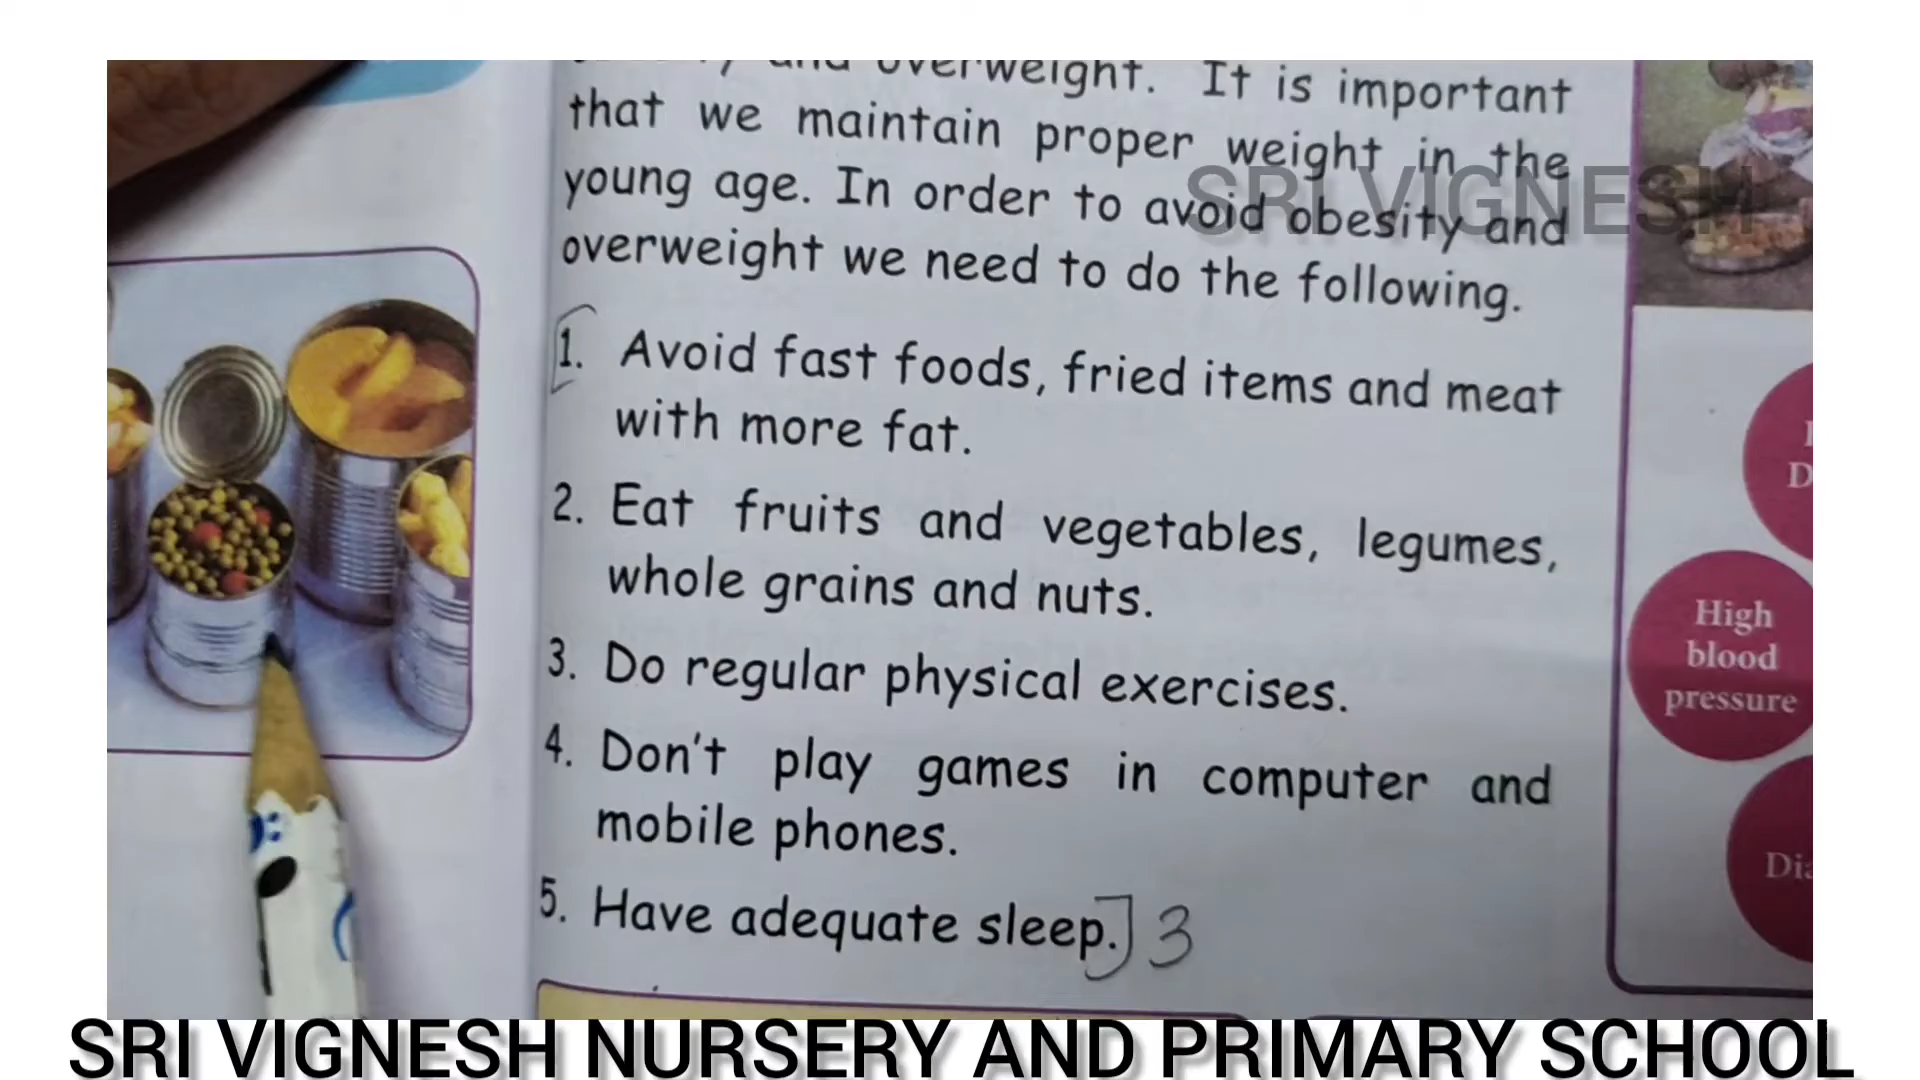 and overweight. It is important
that we maintain proper weight in the
young age. In order to avoid obesity and
overweight we need to do the following.
1. Avoid fast foods, fried items and meat
with more fat.
2. Eat fruits and vegetables, legumes,
whole grains and nuts.
3. Do regular physical exercises.
4. Don't play games in computer and
mobile phones.
5. Have adequate sleep.] 3
SRI VIGNESH
High
blood
pressure
SRI VIGNESH NURSERY AND PRIMARY SCHOOL